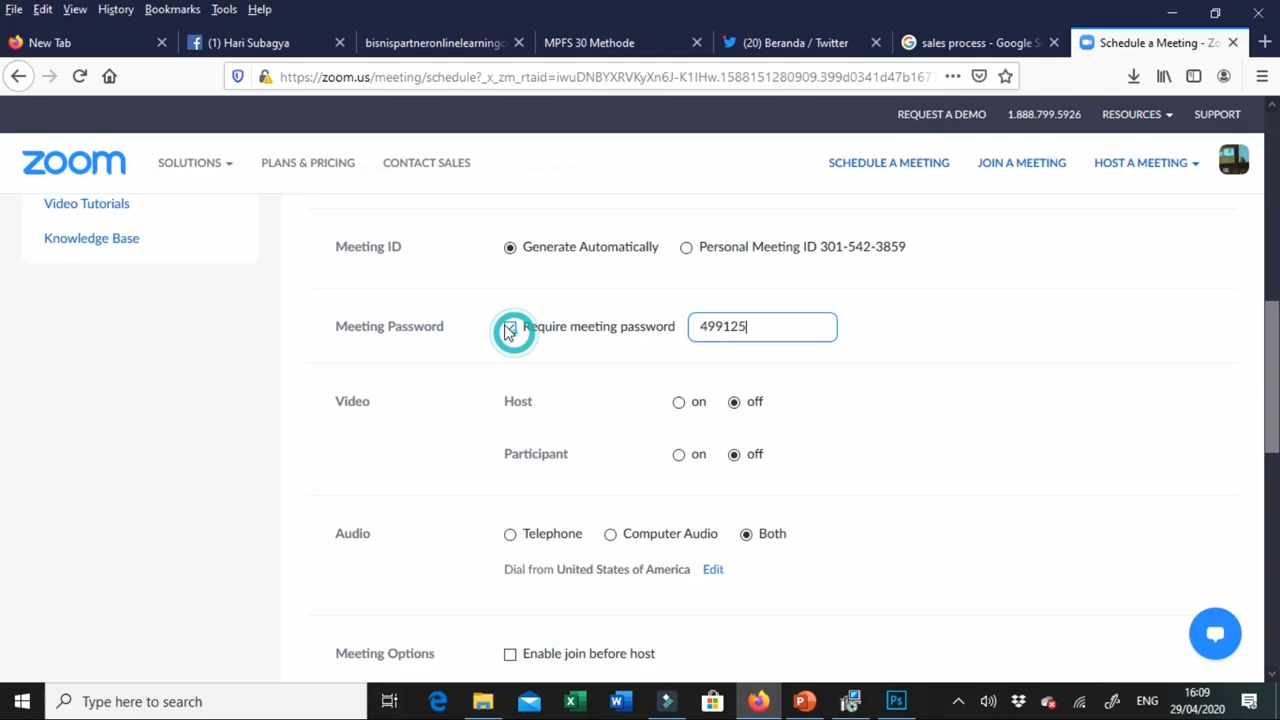 File Edit View History Bookmarks Tools Help
New Tab
(1) Hari Subagya
bisnispartneronlinelearningc
MPFS 30 Methode
(20) Beranda / Twitter
sales process - Google S
Schedule a Meeting - Zo
https://zoom.us/meeting/schedule?_x_zm_rtaid=iwuDNBYXRVKyXn6J-K1lHw.1588151280909.399d0341d47b1677
REQUEST A DEMO 1.888.799.5926 RESOURCES SUPPORT
zoom SOLUTIONS PLANS & PRICING CONTACT SALES SCHEDULE A MEETING JOIN A MEETING HOST A MEETING
Video Tutorials
Knowledge Base
Meeting ID Generate Automatically Personal Meeting ID 301-542-3859
Meeting Password Require meeting password 499125
Video Host on off
Participant on off
Audio Telephone Computer Audio Both
Dial from United States of America Edit
Meeting Options Enable join before host
Type here to search
ENG
16:09
29/04/2020